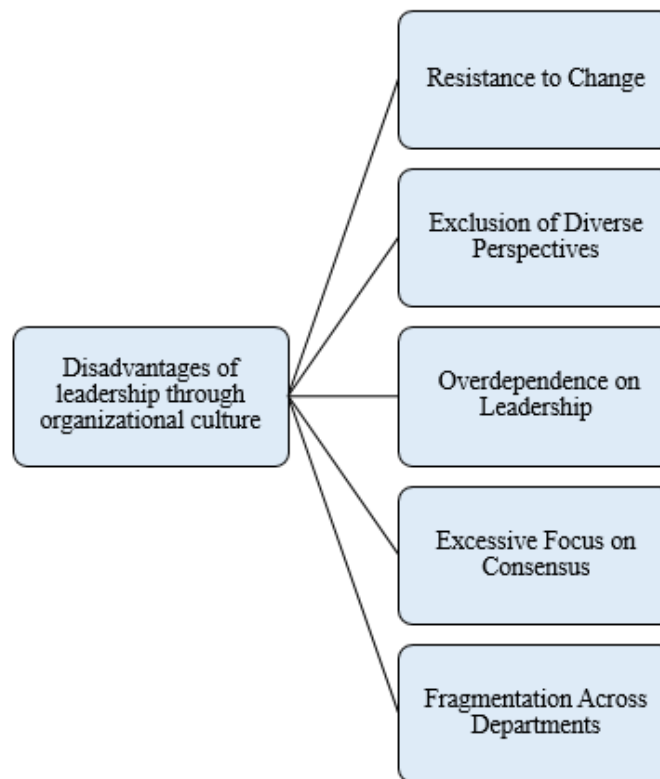 Resistance to Change
Exclusion of Diverse
Perspectives
Disadvantages of
leadership through
organizational culture
Overdependence on
Leadership
Excessive Focus on
Consensus
Fragmentation Across
Departments